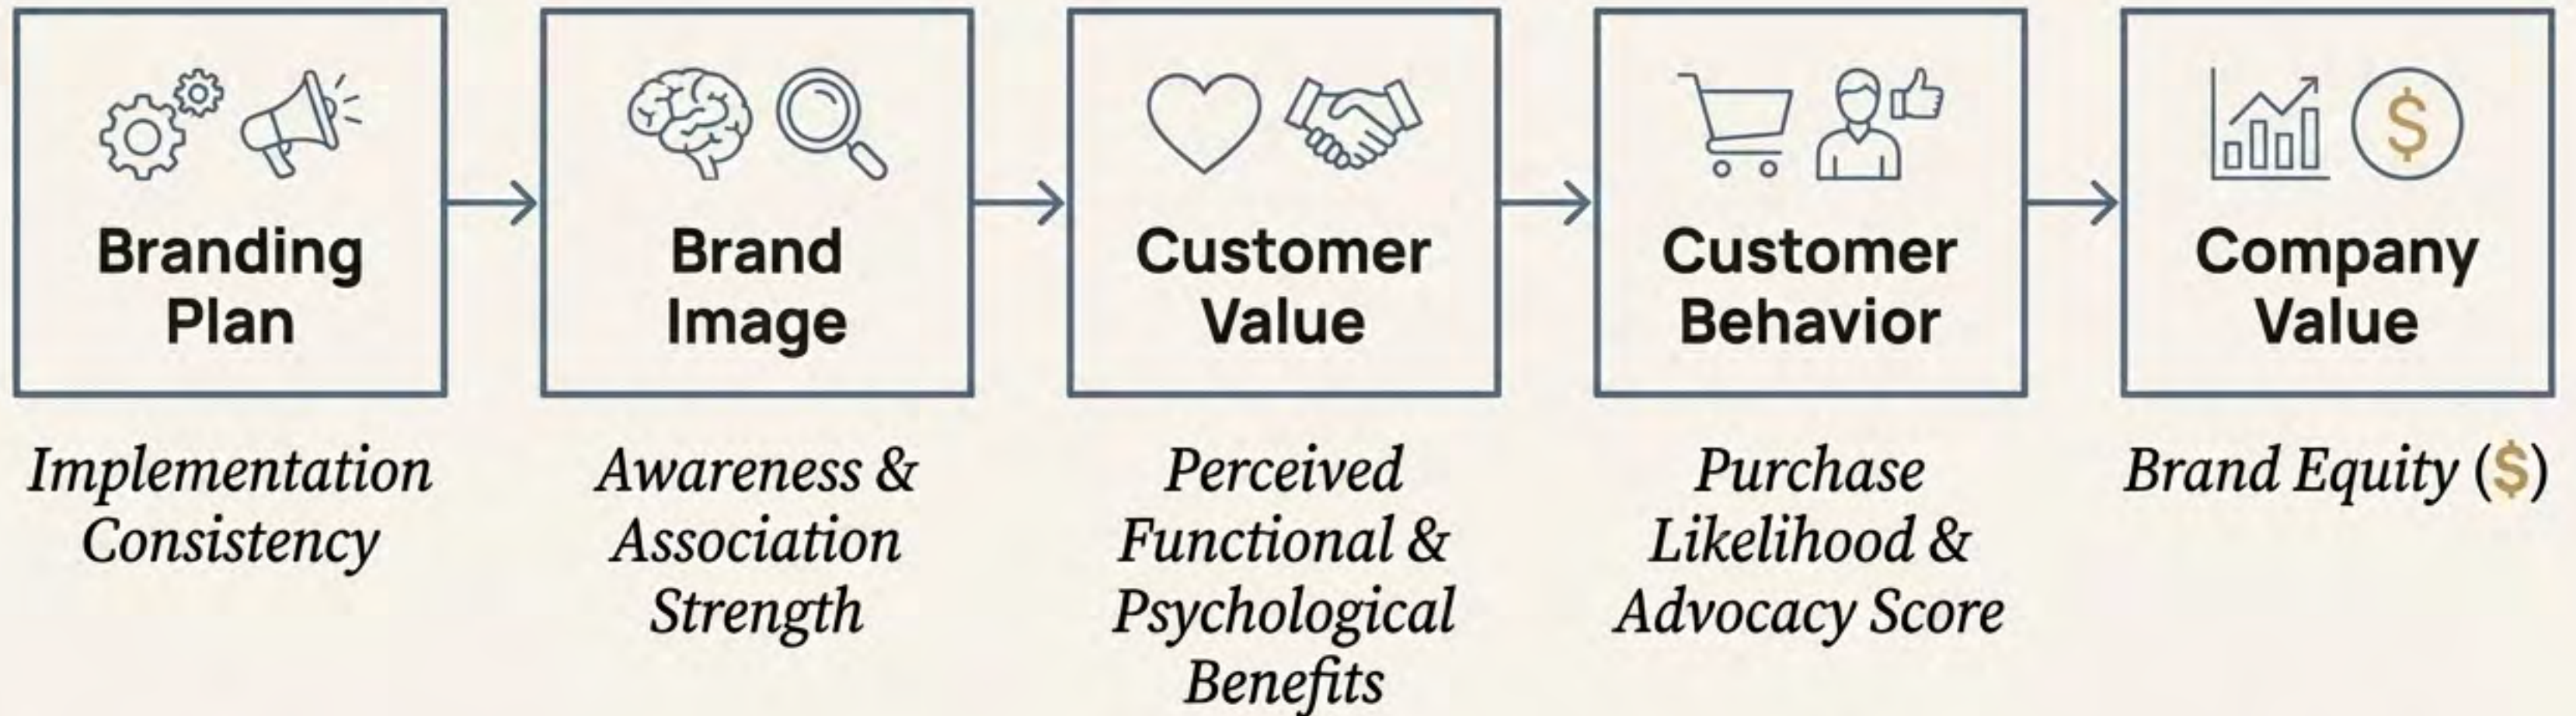 Branding
Plan
Implementation
Consistency
Brand
Image
Awareness &
Association
Strength
Customer
Value
Perceived
Functional &
Psychological
Benefits
Customer
Behavior
Purchase
Likelihood &
Advocacy Score
$
Company
Value
Brand Equity ($)